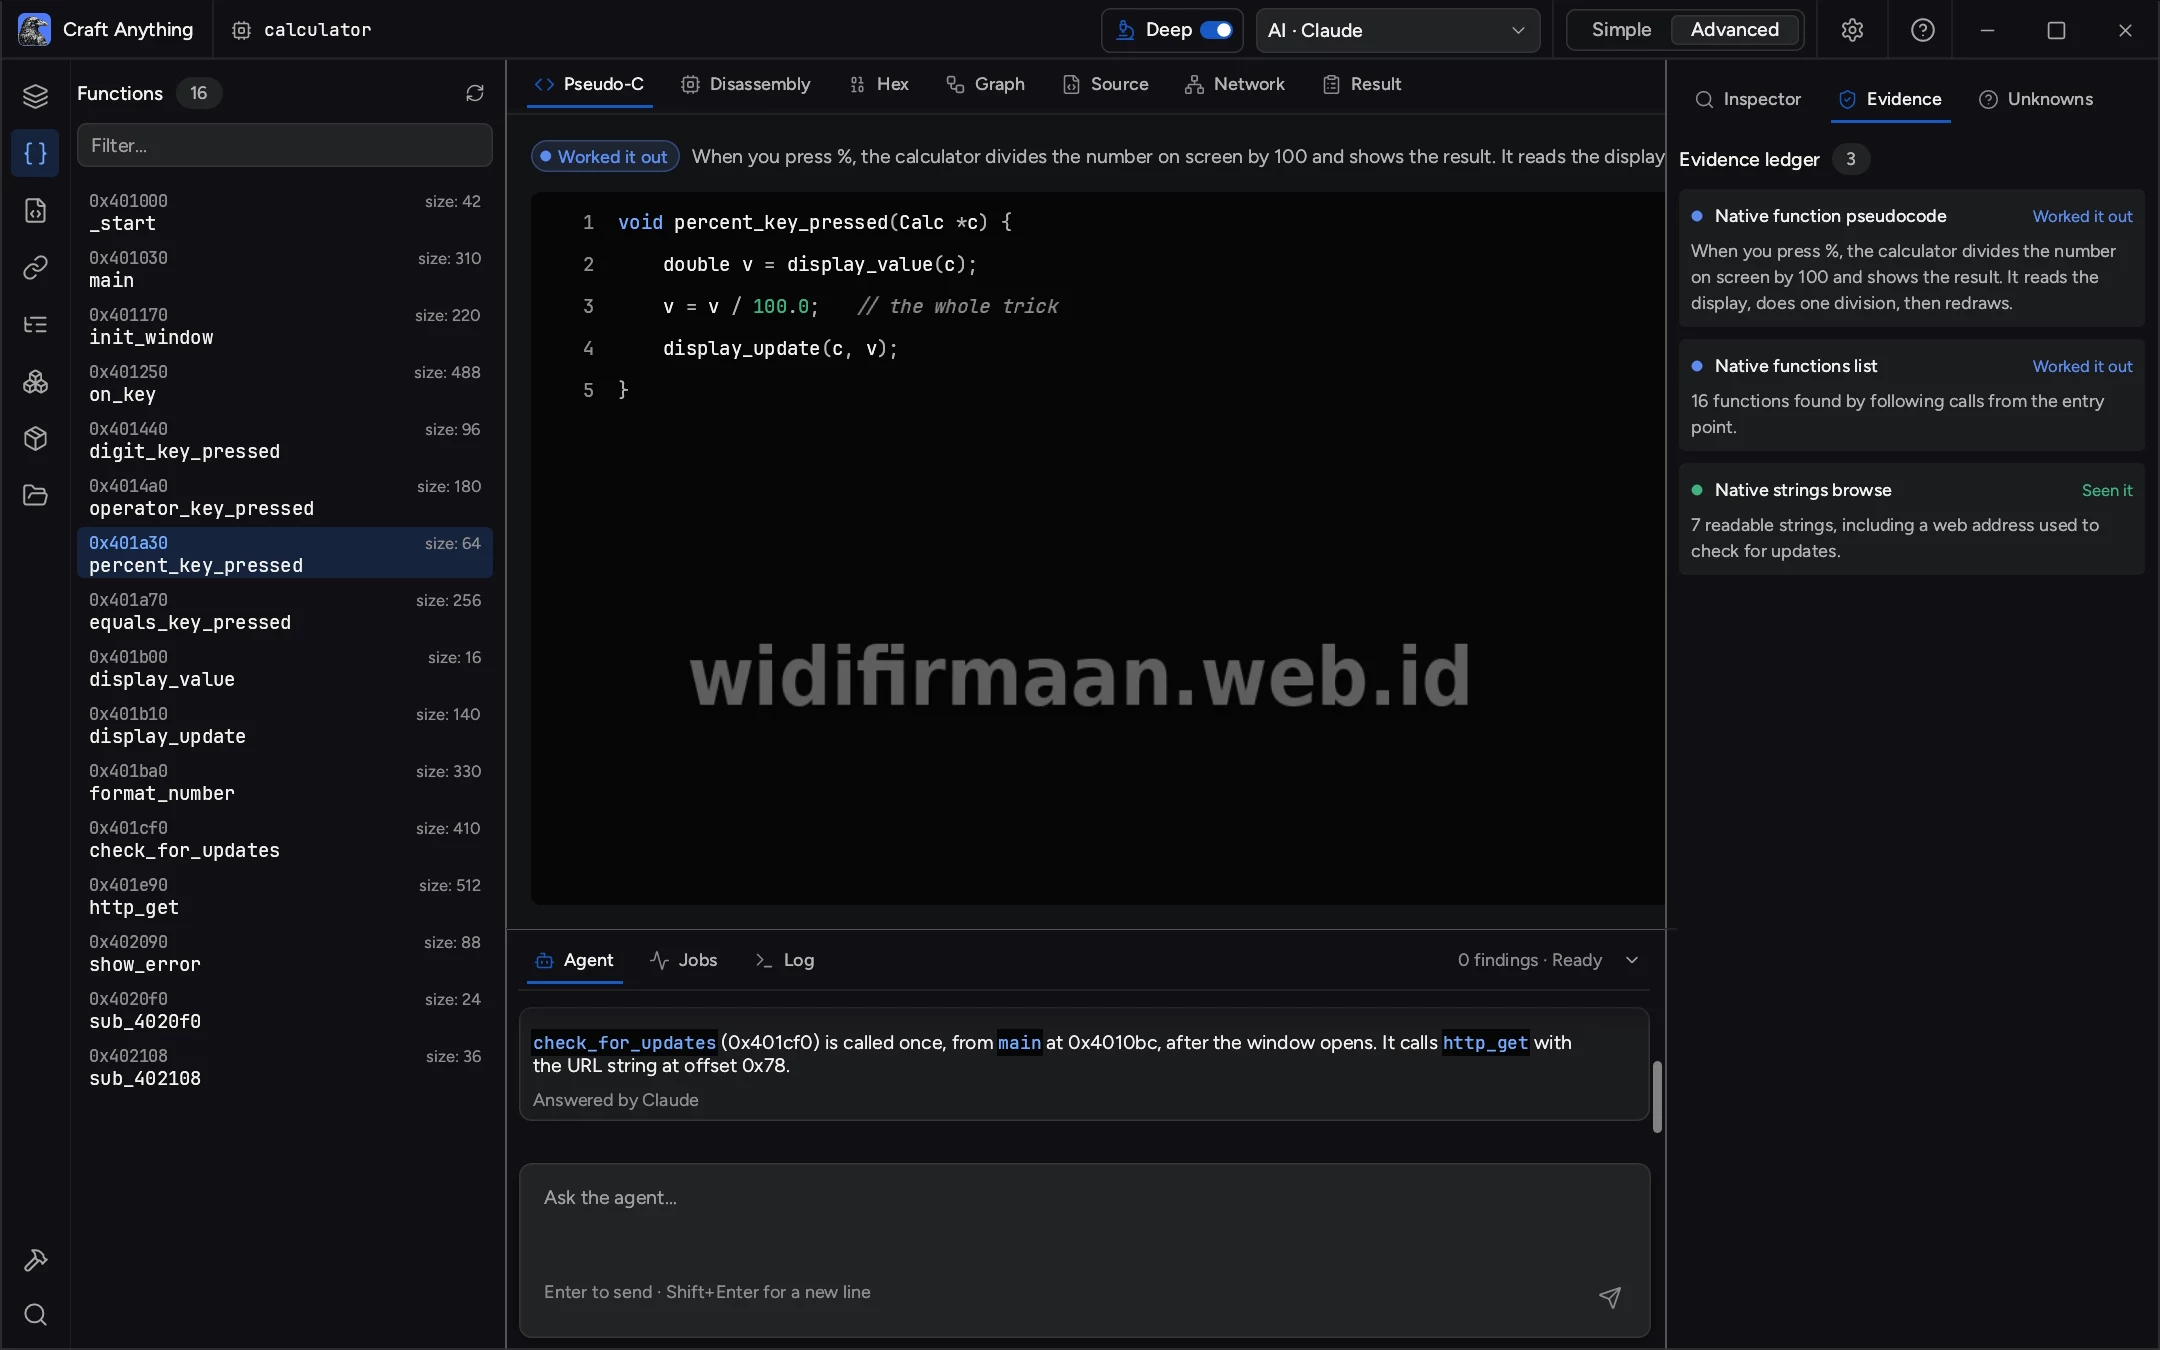 Craft Anything
calculator
Deep
AI · Claude
Simple
Advanced
Functions 16
Filter...
0x401000 size: 42
_start
0x401030 size: 310
main
0x401170 size: 220
init_window
0x401250 size: 488
on_key
0x401440 size: 96
digit_key_pressed
0x4014a0 size: 180
operator_key_pressed
0x401a30 size: 64
percent_key_pressed
0x401a70 size: 256
equals_key_pressed
0x401b00 size: 16
display_value
0x401b10 size: 140
display_update
0x401ba0 size: 330
format_number
0x401cf0 size: 410
check_for_updates
0x401e90 size: 512
http_get
0x402090 size: 88
show_error
0x4020f0 size: 24
sub_4020f0
0x402108 size: 36
sub_402108
Pseudo-C
Disassembly
Hex
Graph
Source
Network
Result
Worked it out When you press %, the calculator divides the number on screen by 100 and shows the result. It reads the display
1 void percent_key_pressed(Calc *c) {
2 double v = display_value(c);
3 v = v / 100.0; // the whole trick
4 display_update(c, v);
5 }
widifirmaan.web.id
Agent
Jobs
Log
0 findings · Ready
check_for_updates (0x401cf0) is called once, from main at 0x4010bc, after the window opens. It calls http_get with
the URL string at offset 0x78.
Answered by Claude
Ask the agent...
Enter to send · Shift+Enter for a new line
Inspector
Evidence
Unknowns
Evidence ledger 3
Native function pseudocode Worked it out
When you press %, the calculator divides the number
on screen by 100 and shows the result. It reads the
display, does one division, then redraws.
Native functions list Worked it out
16 functions found by following calls from the entry
point.
Native strings browse Seen it
7 readable strings, including a web address used to
check for updates.